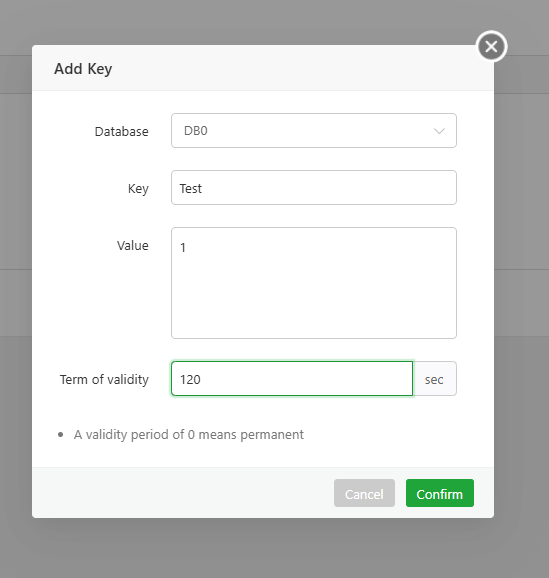 Add Key
Database DB0
Key Test
Value 1
Term of validity 120 sec
• A validity period of 0 means permanent
Cancel Confirm